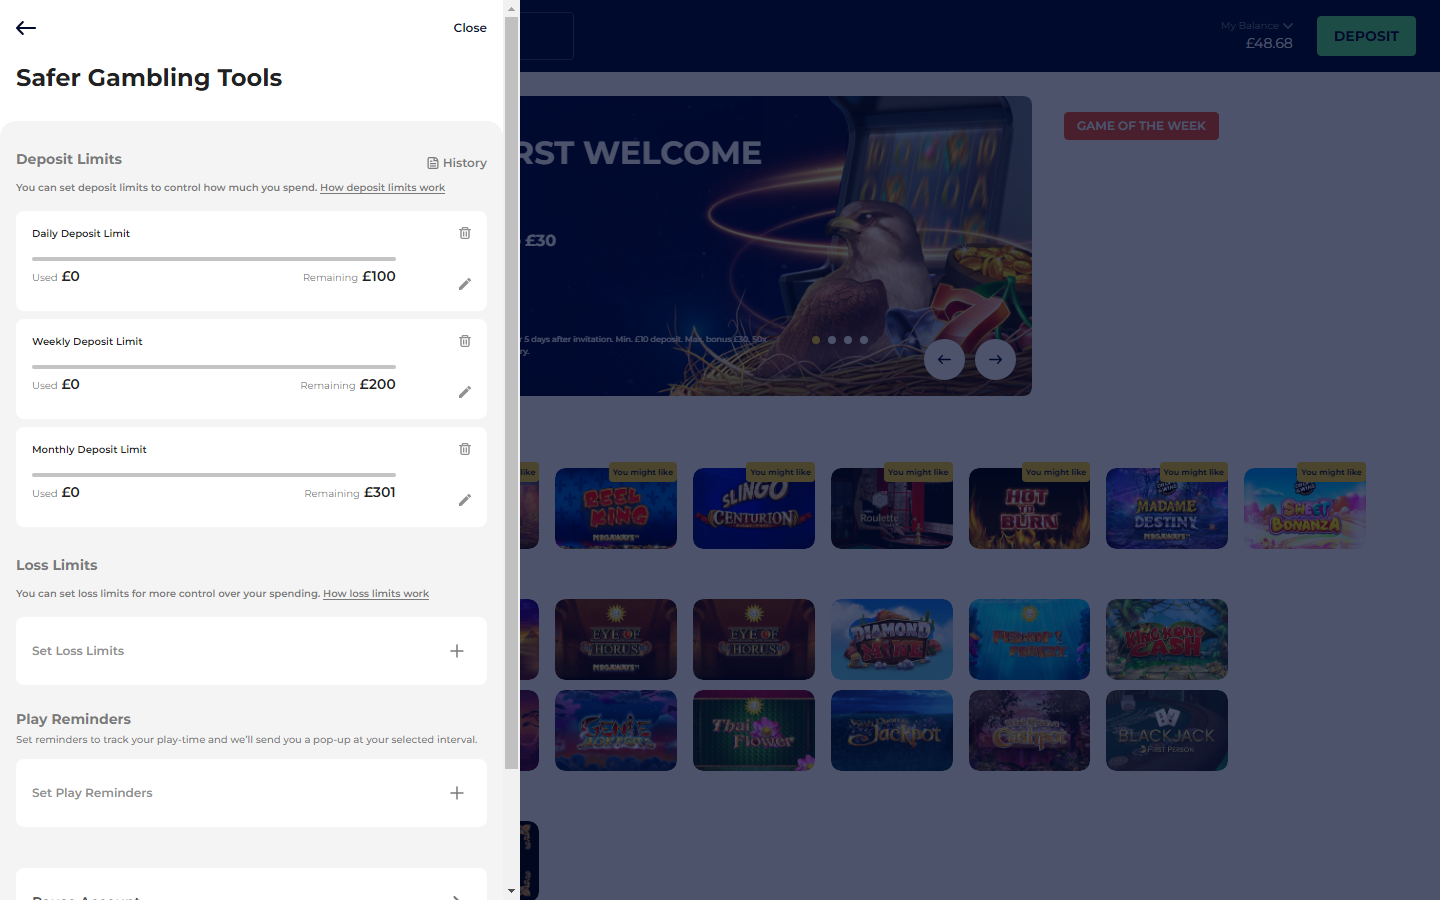 Close
Safer Gambling Tools
Deposit Limits
History
You can set deposit limits to control how much you spend. How deposit limits work
Daily Deposit Limit
Used £0 Remaining £100
Weekly Deposit Limit
Used £0 Remaining £200
Monthly Deposit Limit
Used £0 Remaining £301
Loss Limits
You can set loss limits for more control over your spending. How loss limits work
Set Loss Limits
Play Reminders
Set reminders to track your play-time and we'll send you a pop-up at your selected interval.
Set Play Reminders
Pause Account
My Balance
£48.68
DEPOSIT
RST WELCOME
£30
5 days after invitation. Min. £10 deposit. Max. bonus £30. 50x
GAME OF THE WEEK
like
You might like
You might like
You might like
You might like
You might like
You might like
REEL KING
MEGAWAYS
SLINGO
CENTURION
Roulette
HOT TO BURN
MADAME DESTINY
MEGAWAYS
SWEET BONANZA
EYE OF HORUS
MEGAWAYS
EYE OF HORUS
DIAMOND MINE
FISHIN' FRENZY
KING KONG CASH
GENIE JACKPOTS
Thai Flower
Jackpot
BLACKJACK
FIRST PERSON